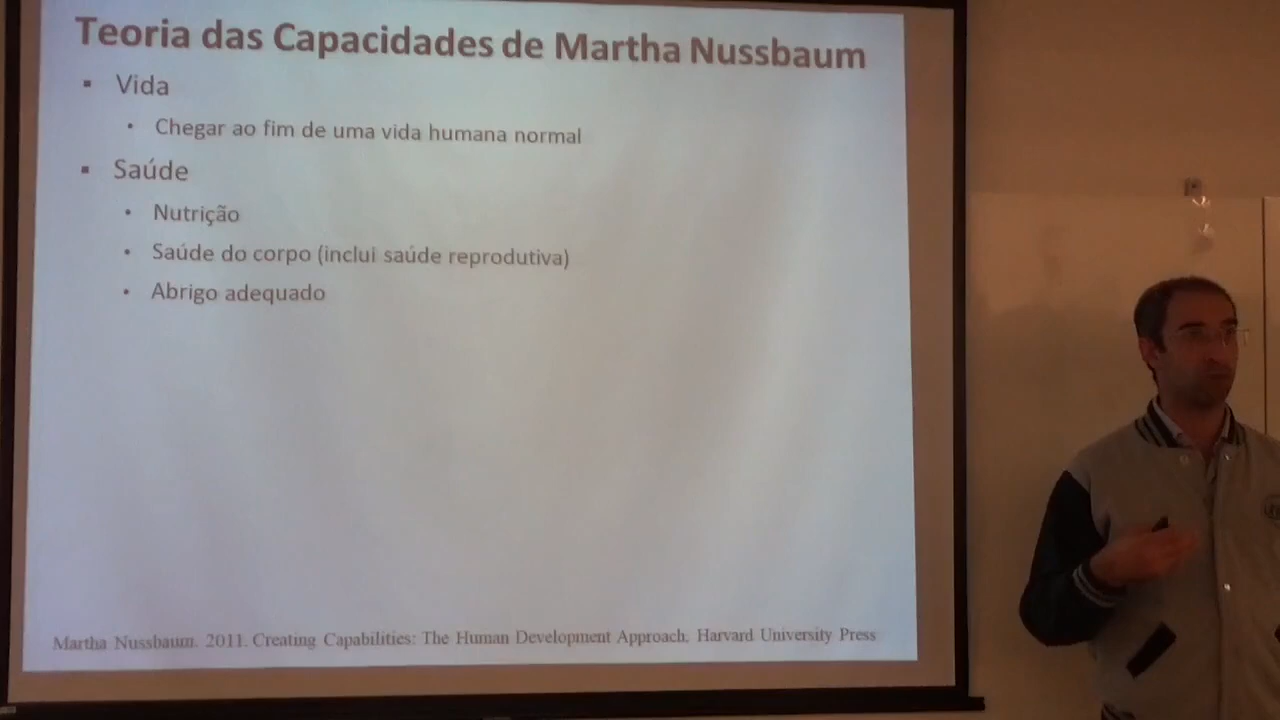 Teoria das Capacidades de Martha Nussbaum
▪ Vida
• Chegar ao fim de uma vida humana normal
▪ Saúde
• Nutrição
• Saúde do corpo (inclui saúde reprodutiva)
• Abrigo adequado
Martha Nussbaum. 2011. Creating Capabilities: The Human Development Approach. Harvard University Press